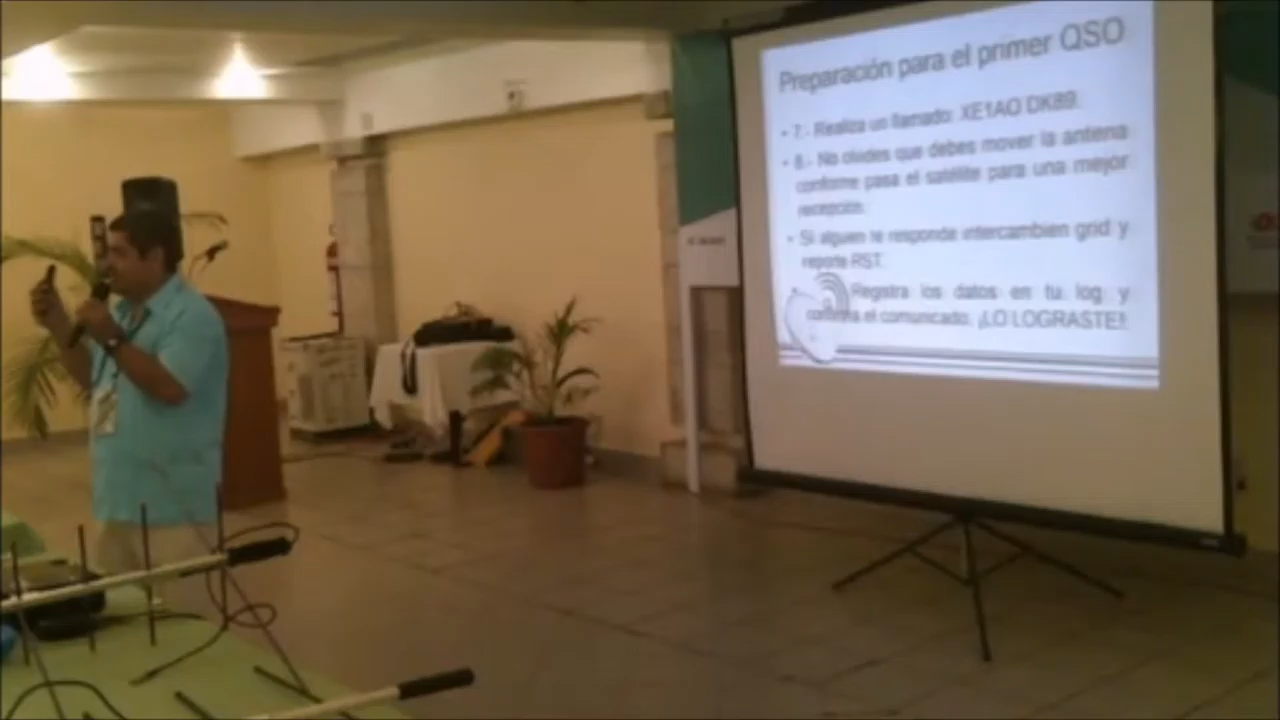 Preparación para el primer QSO
• 7.- Realiza un llamado: XE1AO DK89.
• 8.- No olvides que debes mover la antena
conforme pasa el satélite para una mejor
recepción.
• Si alguien te responde intercambien grid y
reporte RST.
• Registra los datos en tu log y
confirma el comunicado. ¡LO LOGRASTE!!